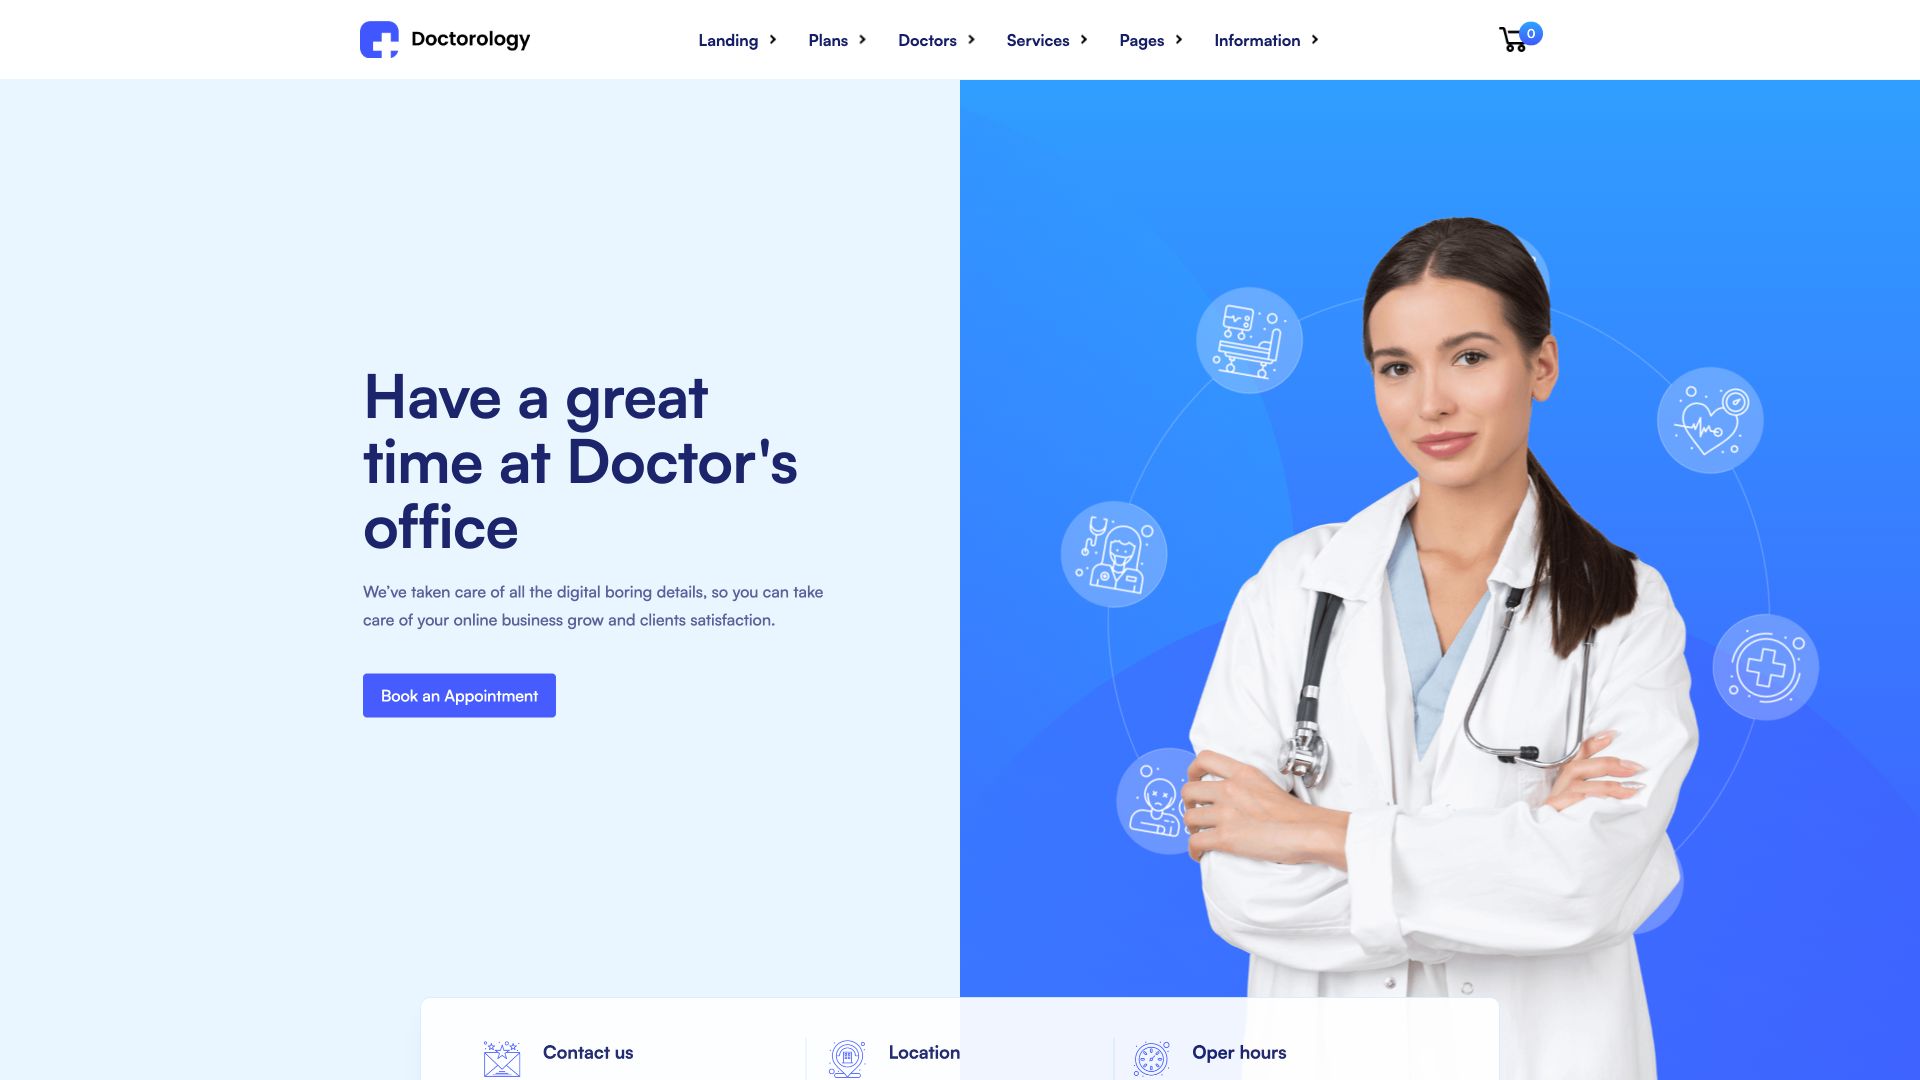 Doctorology
Landing
Plans
Doctors
Services
Pages
Information
0
Have a great
time at Doctor's
office
We've taken care of all the digital boring details, so you can take
care of your online business grow and clients satisfaction.
Book an Appointment
Contact us
Location
Oper hours